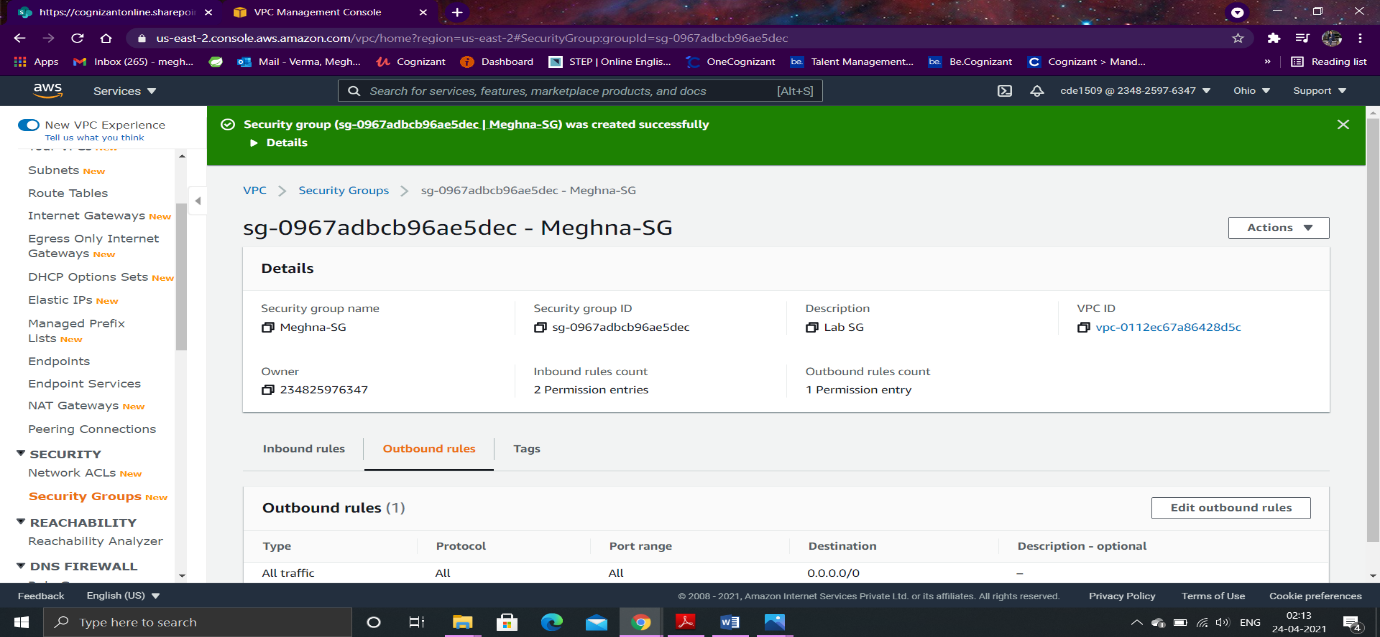 https://cognizantonline.sharepoi
VPC Management Console
us-east-2.console.aws.amazon.com/vpc/home?region=us-east-2#SecurityGroup:groupId=sg-0967adbcb96ae5dec
Apps
Inbox (265) - megh...
Mail - Verma, Megh...
Cognizant
Dashboard
STEP | Online Englis...
OneCognizant
be. Talent Management...
be. Be.Cognizant
Cognizant > Mand...
»
Reading list
aws
Services
Search for services, features, marketplace products, and docs
[Alt+S]
cde1509 @ 2348-2597-6347
Ohio
Support
New VPC Experience
Tell us what you think
Subnets New
Route Tables
Internet Gateways New
Egress Only Internet
Gateways New
DHCP Options Sets New
Elastic IPs New
Managed Prefix
Lists New
Endpoints
Endpoint Services
NAT Gateways New
Peering Connections
SECURITY
Network ACLs New
Security Groups New
REACHABILITY
Reachability Analyzer
DNS FIREWALL
Security group (sg-0967adbcb96ae5dec | Meghna-SG) was created successfully
Details
VPC
Security Groups
sg-0967adbcb96ae5dec - Meghna-SG
sg-0967adbcb96ae5dec - Meghna-SG
Actions
Details
Security group name
Meghna-SG
Security group ID
sg-0967adbcb96ae5dec
Description
Lab SG
VPC ID
vpc-0112ec67a86428d5c
Owner
234825976347
Inbound rules count
2 Permission entries
Outbound rules count
1 Permission entry
Inbound rules
Outbound rules
Tags
Outbound rules (1)
Edit outbound rules
Type
Protocol
Port range
Destination
Description - optional
All traffic
All
All
0.0.0.0/0
–
Feedback
English (US)
© 2008 - 2021, Amazon Internet Services Private Ltd. or its affiliates. All rights reserved.
Privacy Policy
Terms of Use
Cookie preferences
Type here to search
ENG
02:13
24-04-2021
4